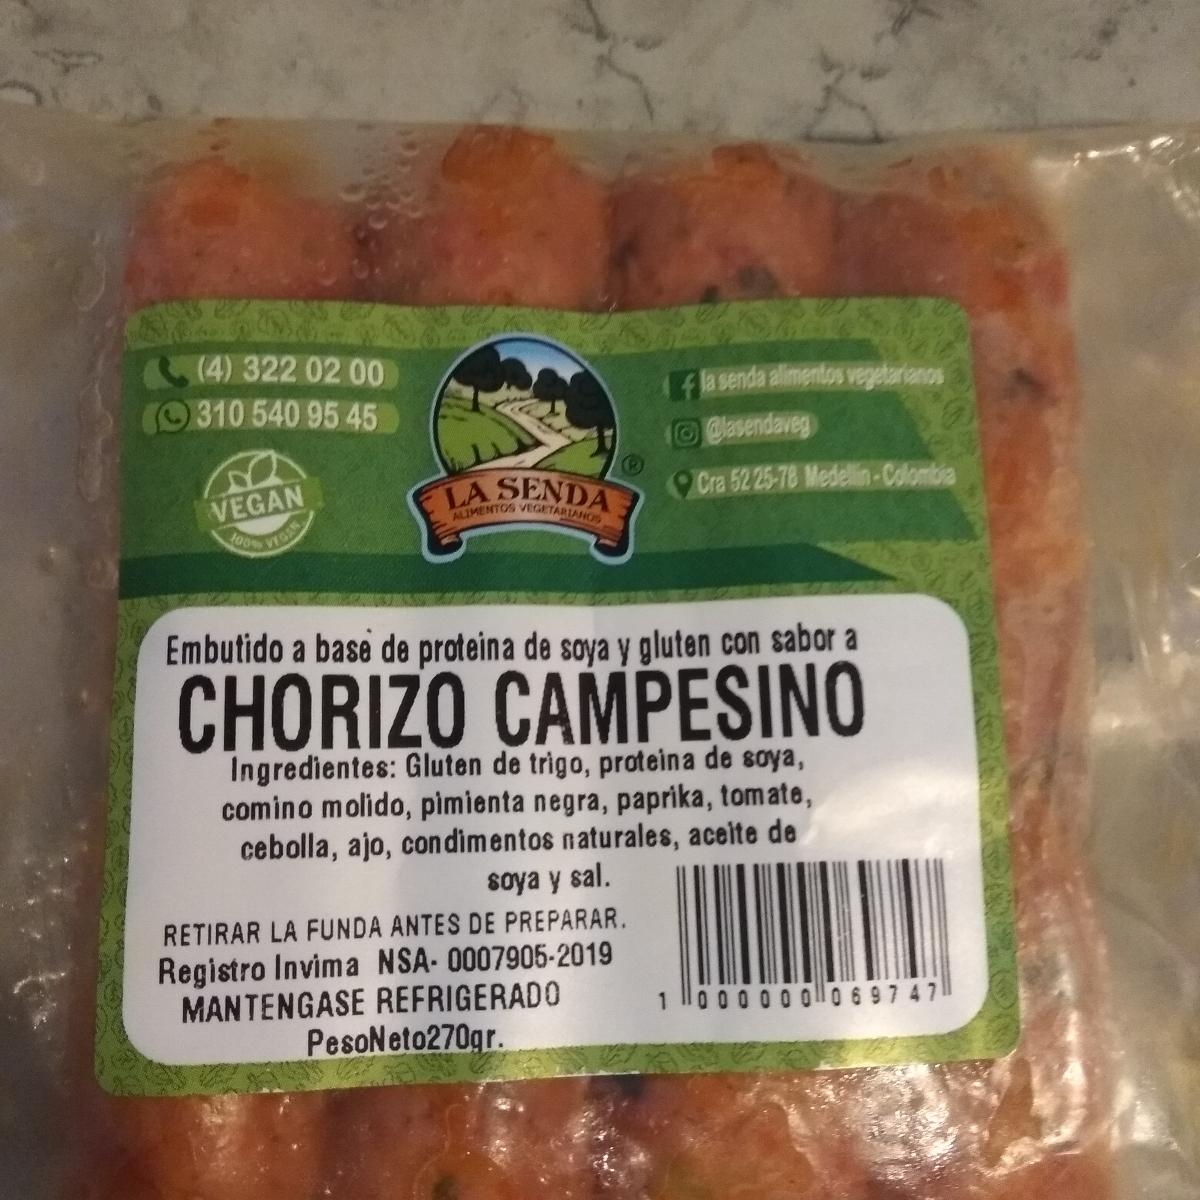 (4) 322 02 00
310 540 95 45
VEGAN
100% VEGAN
LA SENDA
ALIMENTOS VEGETARIANOS
®
la senda alimentos vegetarianos
@lasendaveg
Cra 52 25-78 Medellin - Colombia
Embutido a base de proteina de soya y gluten con sabor a
CHORIZO CAMPESINO
Ingredientes: Gluten de trigo, proteina de soya,
comino molido, pimienta negra, paprika, tomate,
cebolla, ajo, condimentos naturales, aceite de
soya y sal.
RETIRAR LA FUNDA ANTES DE PREPARAR.
Registro Invima NSA- 0007905-2019
MANTENGASE REFRIGERADO
PesoNeto270gr.
1 000000 069747